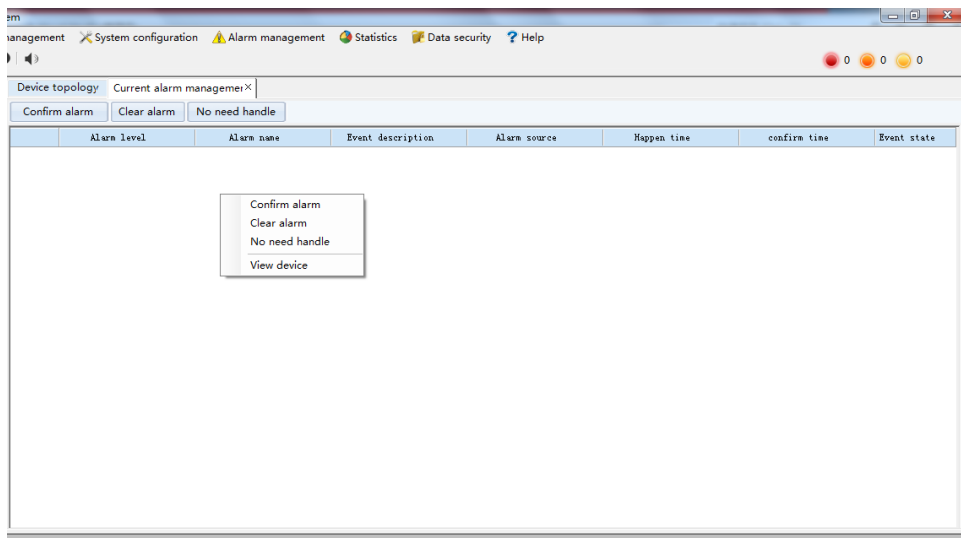 em
anagement System configuration Alarm management Statistics Data security ? Help
0 0 0
Device topology Current alarm managemer ×
Confirm alarm Clear alarm No need handle
Alarm level Alarm name Event description Alarm source Happen time confirm time Event state
Confirm alarm
Clear alarm
No need handle
View device